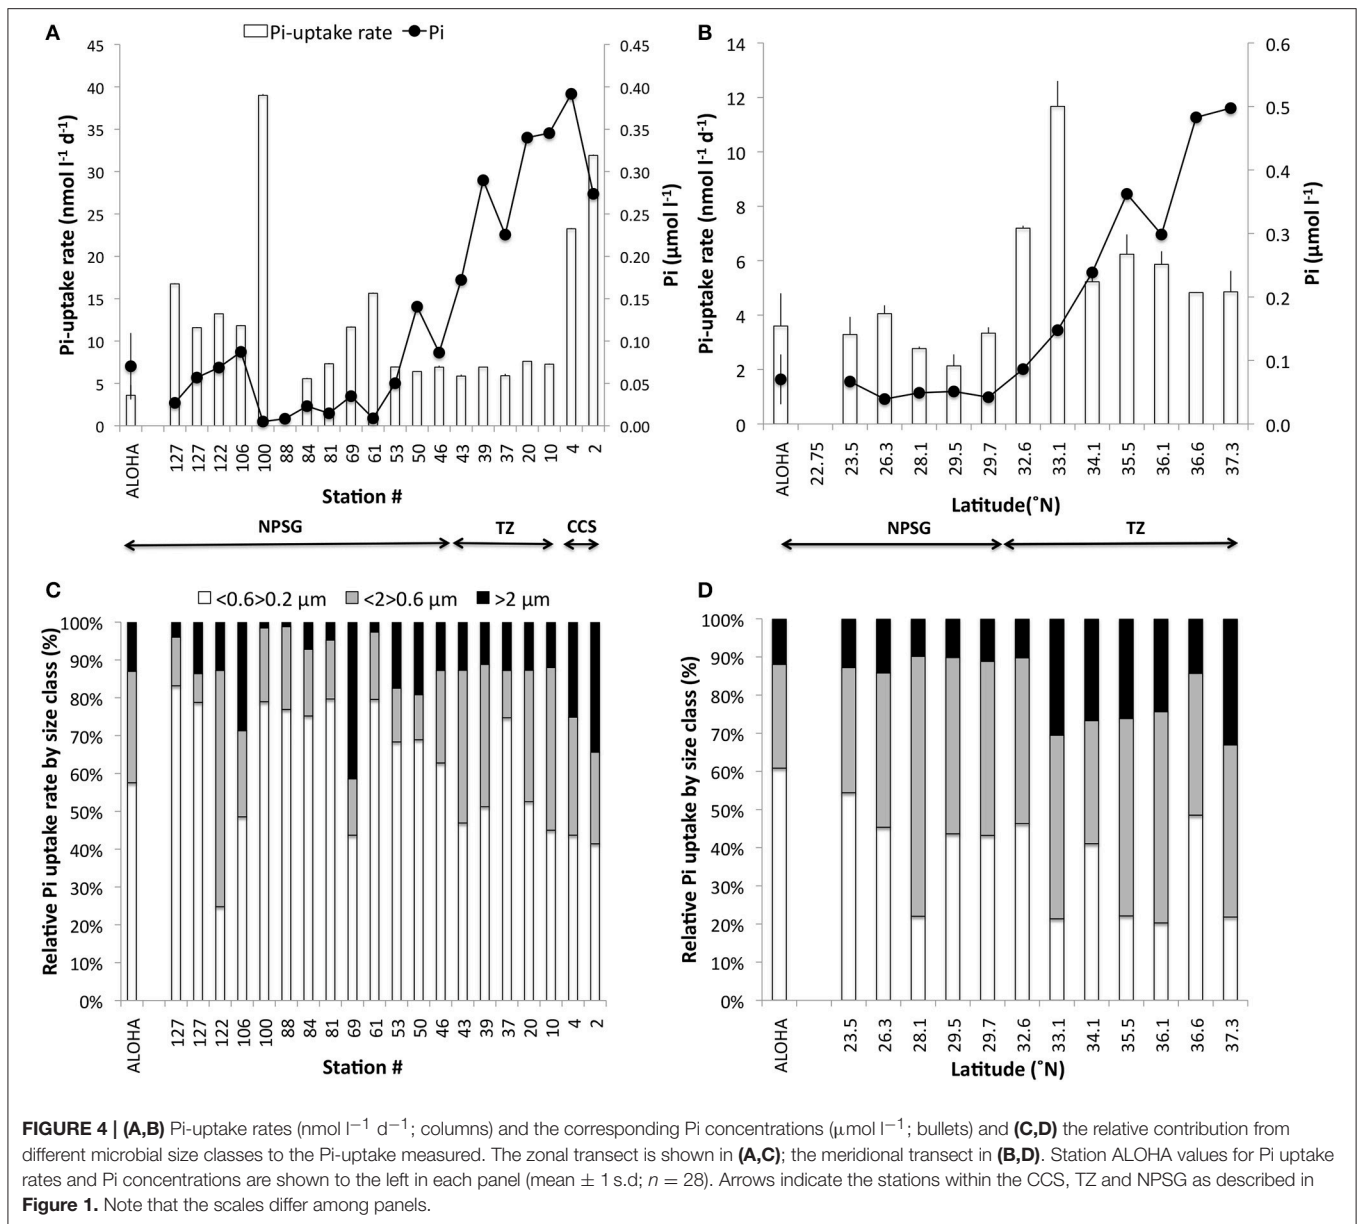 A
Pi-uptake rate Pi
45
40
35
30
25
20
15
10
5
0
Pi-uptake rate (nmol l-1 d-1)
0.45
0.40
0.35
0.30
0.25
0.20
0.15
0.10
0.05
0.00
Pi (μmol l-1)
ALOHA 127 127 122 106 100 88 84 81 69 61 53 50 46 43 39 37 20 10 4 2
Station #
NPSG TZ CCS
B
14
12
10
8
6
4
2
0
Pi-uptake rate (nmol l-1 d-1)
0.6
0.5
0.4
0.3
0.2
0.1
0.0
Pi (μmol l-1)
ALOHA 22.75 23.5 26.3 28.1 29.5 29.7 32.6 33.1 34.1 35.5 36.1 36.6 37.3
Latitude(˚N)
NPSG TZ
C
<0.6>0.2 μm <2>0.6 μm >2 μm
100%
90%
80%
70%
60%
50%
40%
30%
20%
10%
0%
Relative Pi uptake rate by size class (%)
ALOHA 127 127 122 106 100 88 84 81 69 61 53 50 46 43 39 37 20 10 4 2
Station #
D
100%
90%
80%
70%
60%
50%
40%
30%
20%
10%
0%
Relative Pi uptake by size class (%)
ALOHA 23.5 26.3 28.1 29.5 29.7 32.6 33.1 34.1 35.5 36.1 36.6 37.3
Latitude (˚N)
FIGURE 4 | (A,B) Pi-uptake rates (nmol l−1 d−1; columns) and the corresponding Pi concentrations (μmol l−1; bullets) and (C,D) the relative contribution from
different microbial size classes to the Pi-uptake measured. The zonal transect is shown in (A,C); the meridional transect in (B,D). Station ALOHA values for Pi uptake
rates and Pi concentrations are shown to the left in each panel (mean ± 1 s.d; n = 28). Arrows indicate the stations within the CCS, TZ and NPSG as described in
Figure 1. Note that the scales differ among panels.